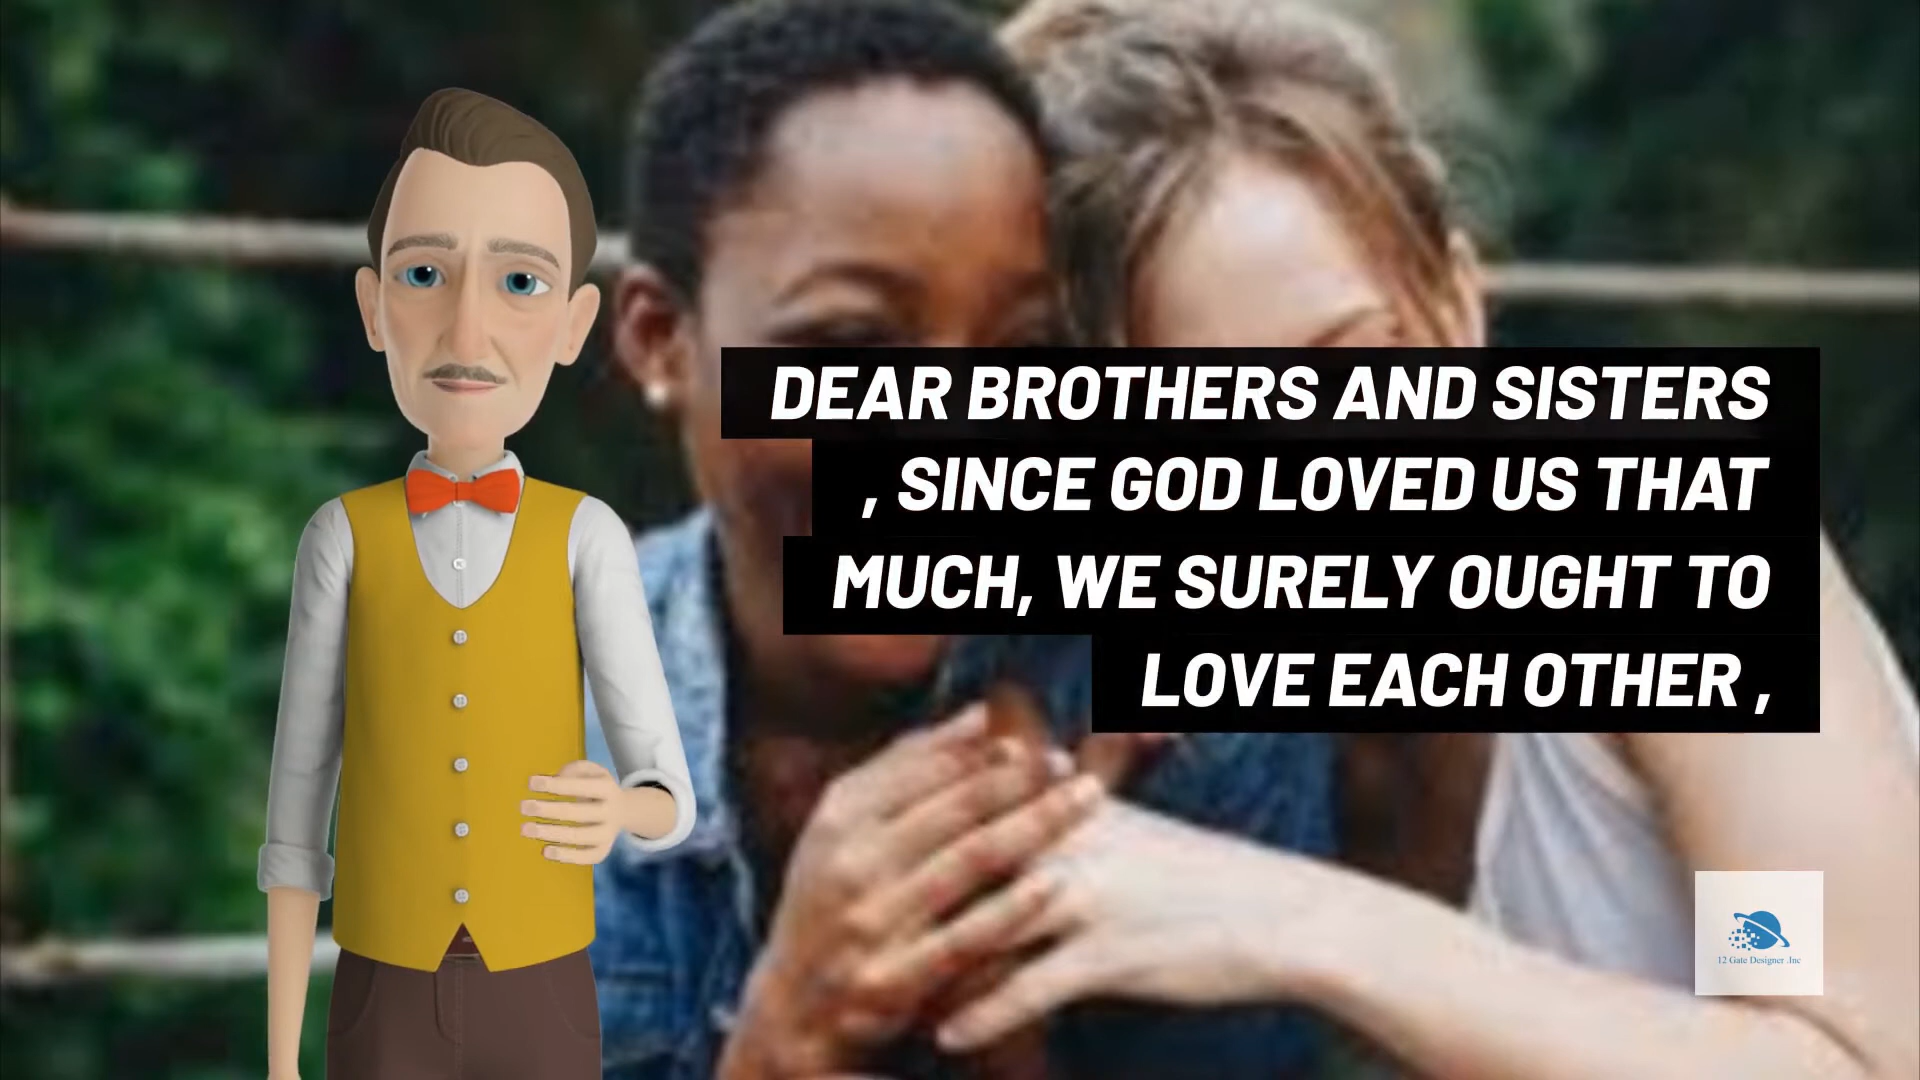 DEAR BROTHERS AND SISTERS
, SINCE GOD LOVED US THAT
MUCH, WE SURELY OUGHT TO
LOVE EACH OTHER ,
12 Gate Designer .Inc